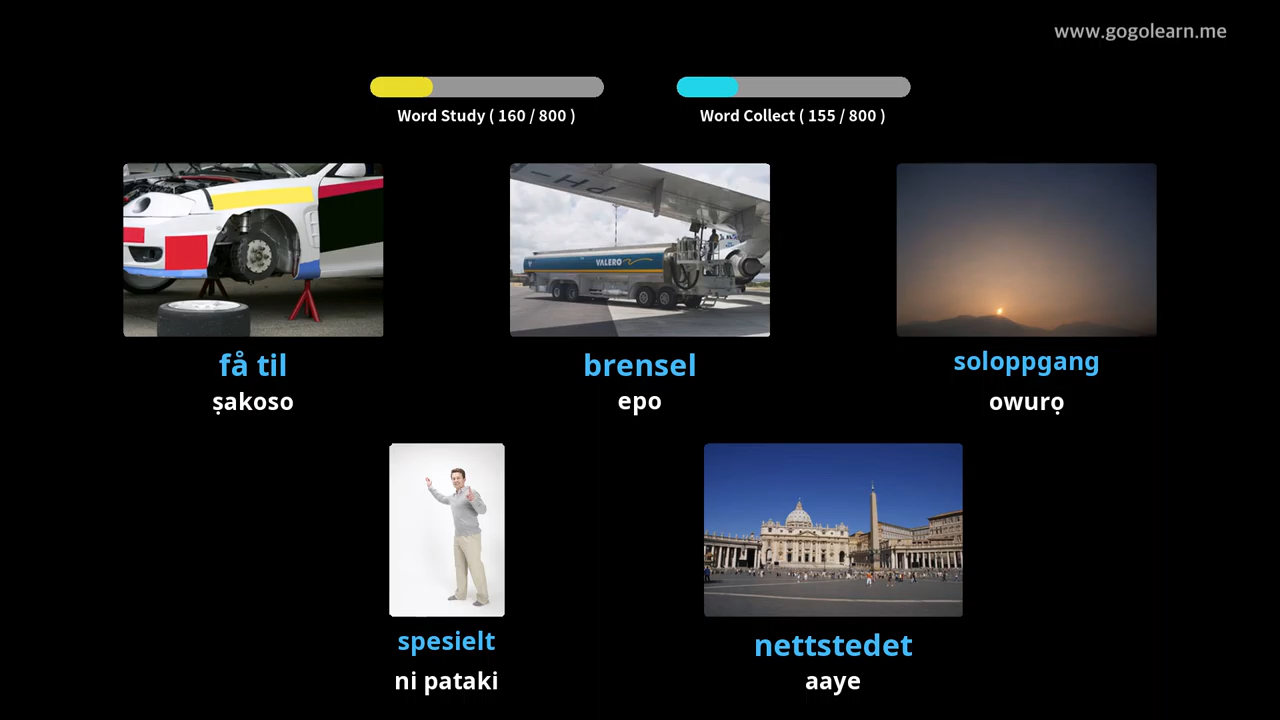 www.gogolearn.me
Word Study ( 160 / 800 )
Word Collect ( 155 / 800 )
VALERO
få til
ṣakoso
brensel
epo
soloppgang
owurọ
spesielt
ni pataki
nettstedet
aaye